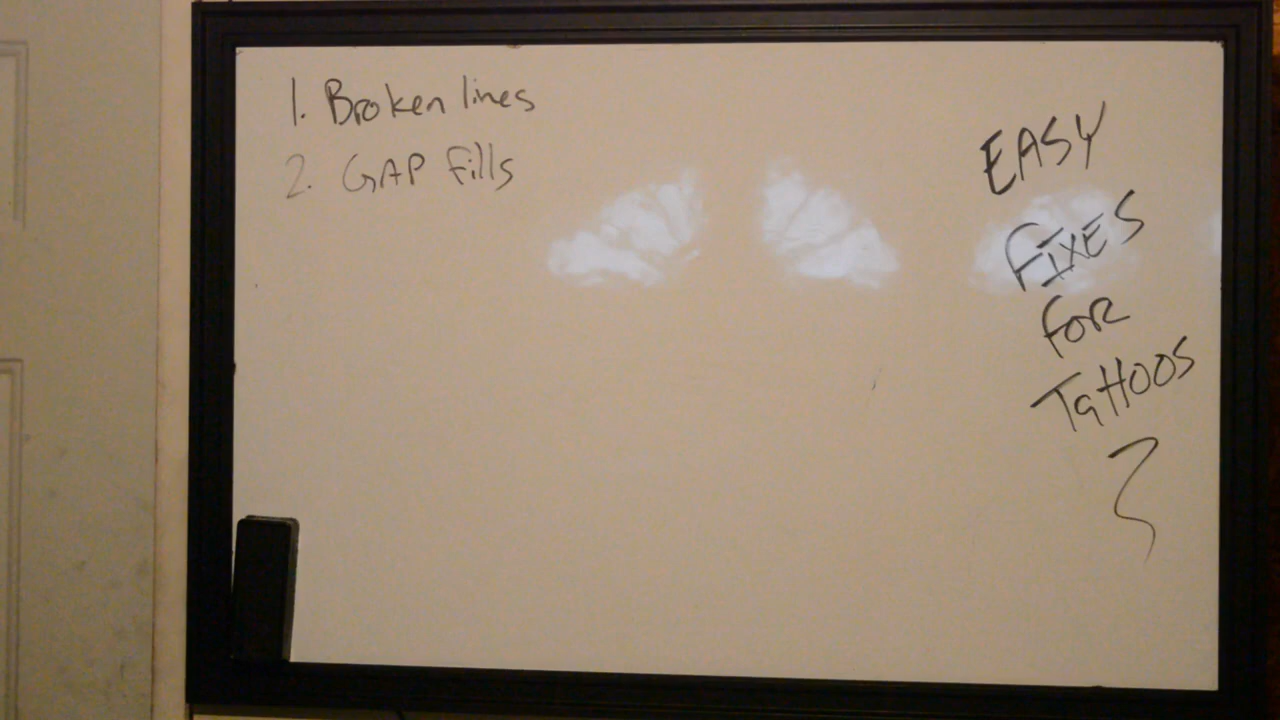 1. Broken lines
2. GAP fills
EASY
FIXES
FOR
TaTTOOS
?